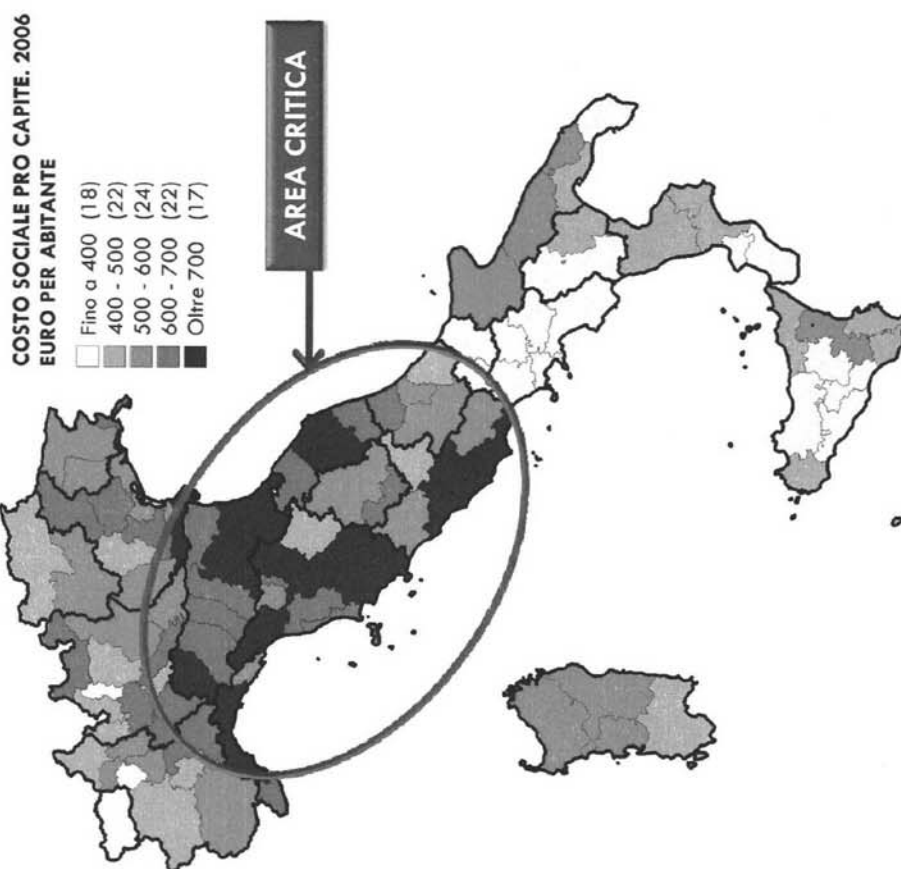 COSTO SOCIALE PRO CAPITE. 2006
EURO PER ABITANTE
Fino a 400 (18)
400 - 500 (22)
500 - 600 (24)
600 - 700 (22)
Oltre 700 (17)
AREA CRITICA